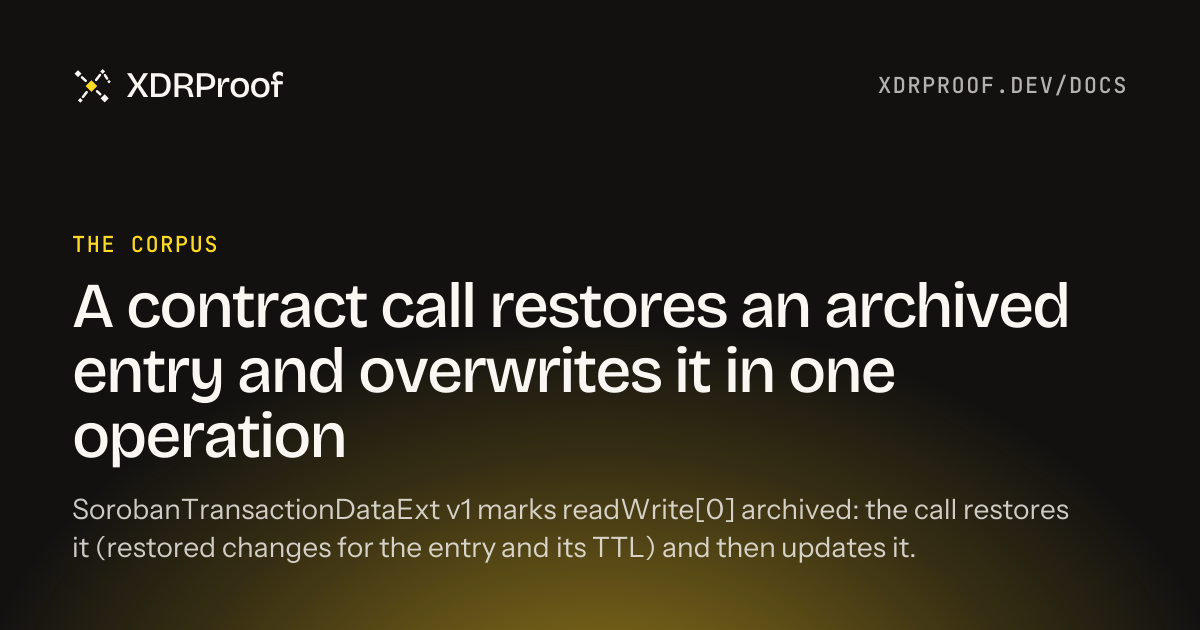 XDRProof
XDRPROOF.DEV/DOCS
THE CORPUS
A contract call restores an archived
entry and overwrites it in one
operation
SorobanTransactionDataExt v1 marks readWrite[0] archived: the call restores
it (restored changes for the entry and its TTL) and then updates it.